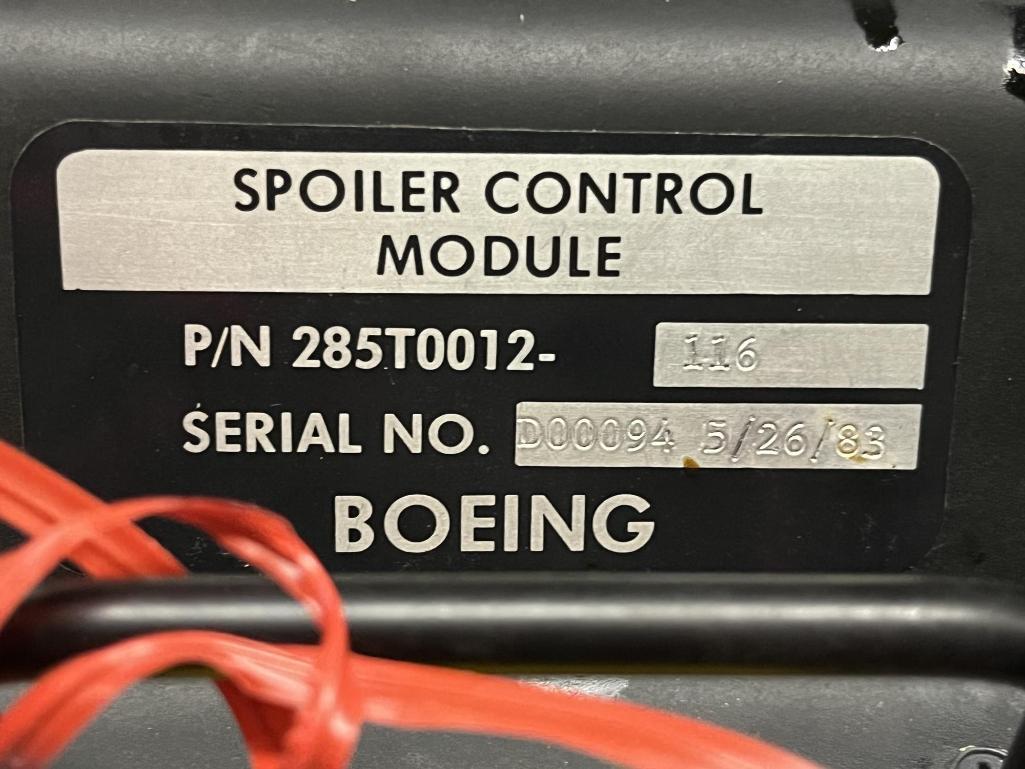 SPOILER CONTROL
MODULE
P/N 285T0012- 116
SERIAL NO. D00094 5/26/83
BOEING